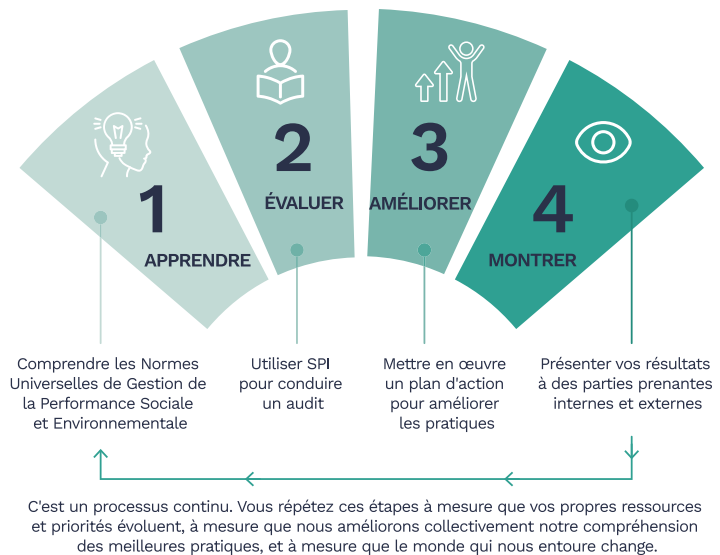 1
APPRENDRE
2
ÉVALUER
3
AMÉLIORER
4
MONTRER
Comprendre les Normes
Universelles de Gestion de
la Performance Sociale
et Environnementale
Utiliser SPI
pour conduire
un audit
Mettre en œuvre
un plan d'action
pour améliorer
les pratiques
Présenter vos résultats
à des parties prenantes
internes et externes
C'est un processus continu. Vous répétez ces étapes à mesure que vos propres ressources
et priorités évoluent, à mesure que nous améliorons collectivement notre compréhension
des meilleures pratiques, et à mesure que le monde qui nous entoure change.